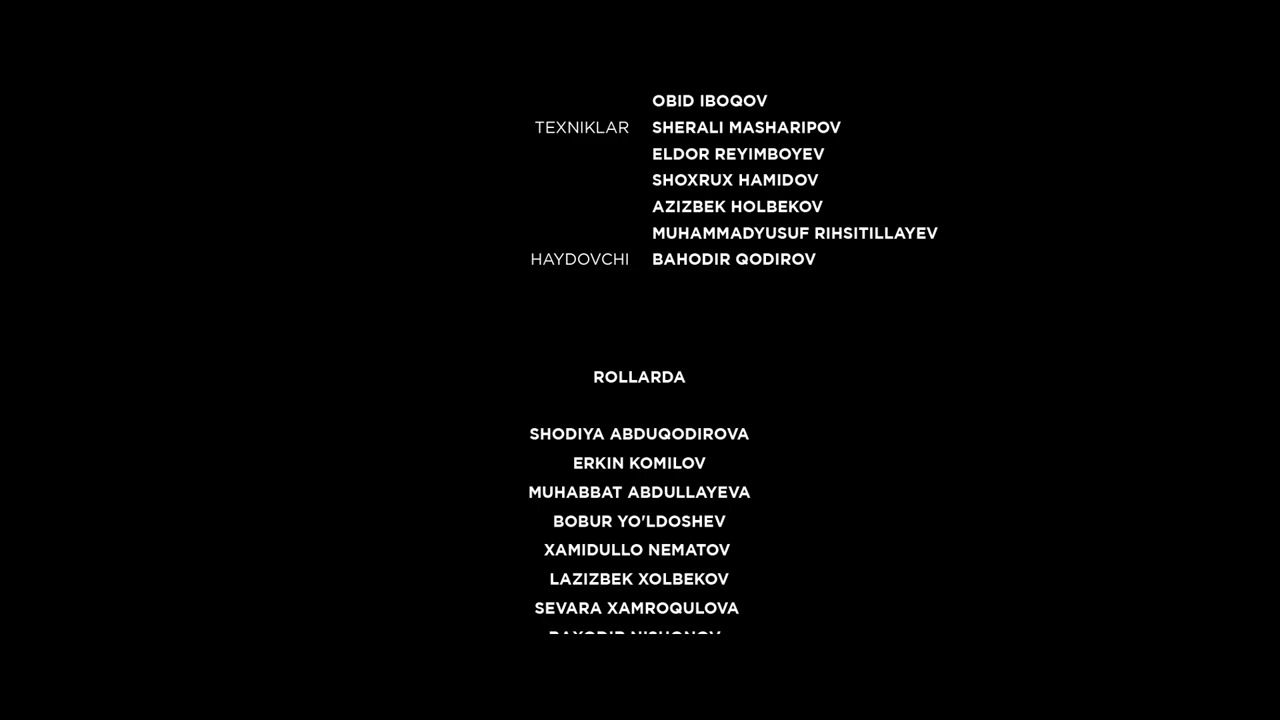 OBID IBOQOV
TEXNIKLAR SHERALI MASHARIPOV
ELDOR REYIMBOYEV
SHOXRUX HAMIDOV
AZIZBEK HOLBEKOV
MUHAMMADYUSUF RIHSITILLAYEV
HAYDOVCHI BAHODIR QODIROV
ROLLARDA
SHODIYA ABDUQODIROVA
ERKIN KOMILOV
MUHABBAT ABDULLAYEVA
BOBUR YO'LDOSHEV
XAMIDULLO NEMATOV
LAZIZBEK XOLBEKOV
SEVARA XAMROQULOVA